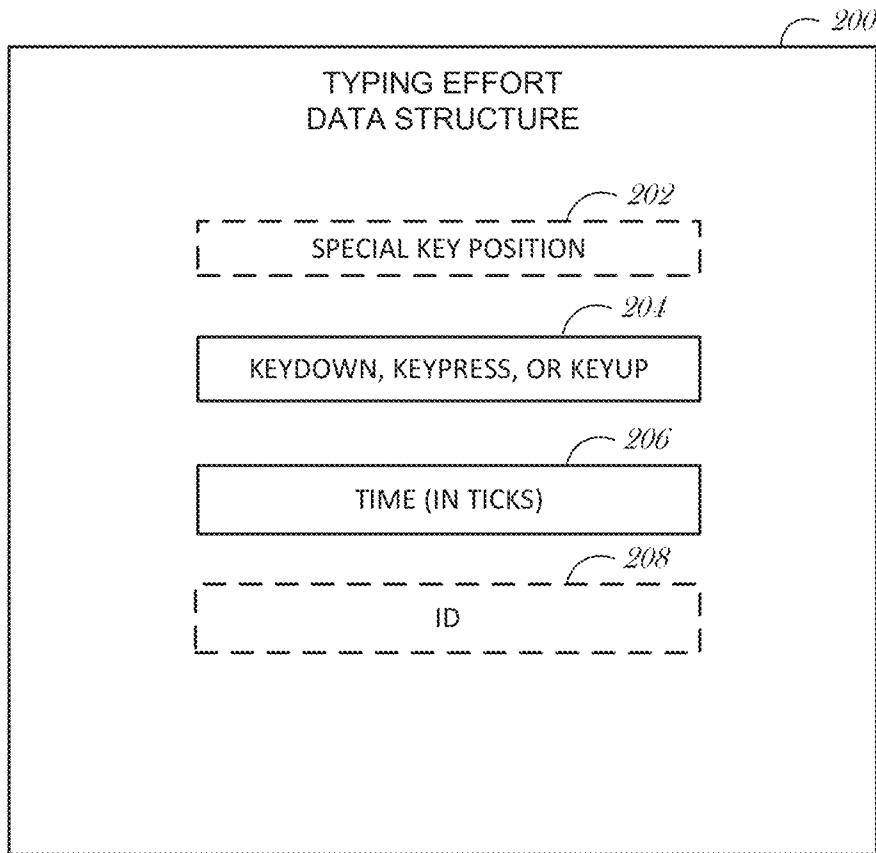 200
TYPING EFFORT
DATA STRUCTURE
202
SPECIAL KEY POSITION
204
KEYDOWN, KEYPRESS, OR KEYUP
206
TIME (IN TICKS)
208
ID